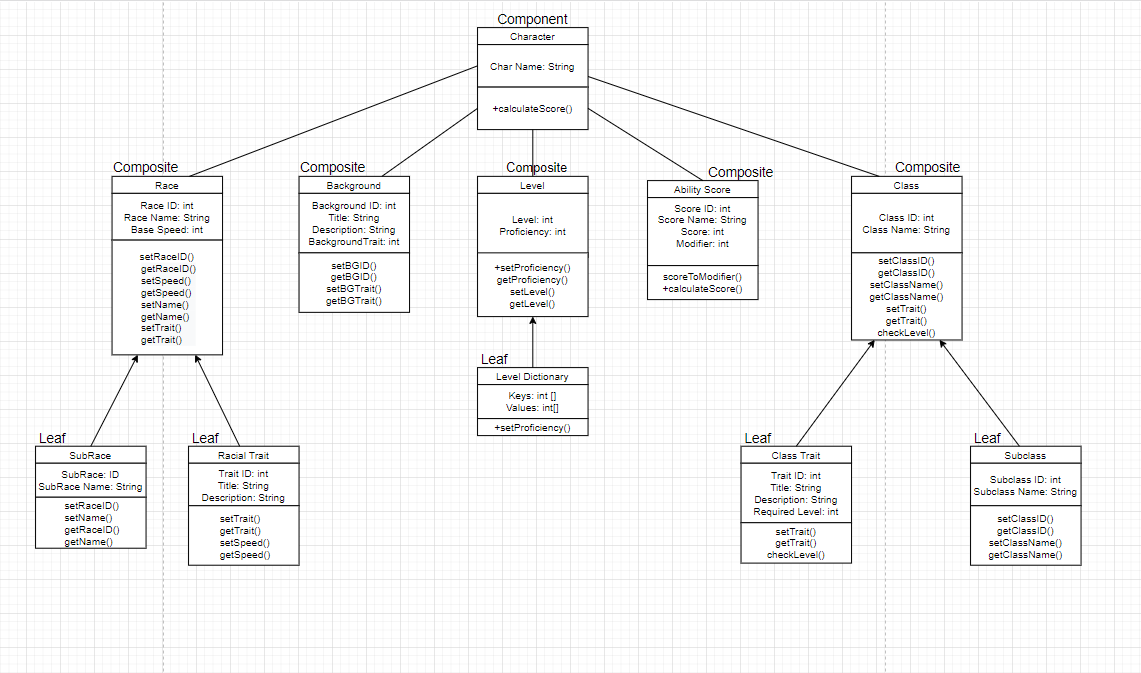 Component
Character
Char Name: String
+calculateScore()
Composite
Race
Race ID: int
Race Name: String
Base Speed: int
setRaceID()
getRaceID()
setSpeed()
getSpeed()
setName()
getName()
setTrait()
getTrait()
Composite
Background
Background ID: int
Title: String
Description: String
BackgroundTrait: int
setBGID()
getBGID()
setBGTrait()
getBGTrait()
Composite
Level
Level: int
Proficiency: int
+setProficiency()
getProficiency()
setLevel()
getLevel()
Composite
Ability Score
Score ID: int
Score Name: String
Score: int
Modifier: int
scoreToModifier()
+calculateScore()
Composite
Class
Class ID: int
Class Name: String
setClassID()
getClassID()
setClassName()
getClassName()
setTrait()
getTrait()
checkLevel()
Leaf
Level Dictionary
Keys: int []
Values: int[]
+setProficiency()
Leaf
SubRace
SubRace: ID
SubRace Name: String
setRaceID()
setName()
getRaceID()
getName()
Leaf
Racial Trait
Trait ID: int
Title: String
Description: String
setTrait()
getTrait()
setSpeed()
getSpeed()
Leaf
Class Trait
Trait ID: int
Title: String
Description: String
Required Level: int
setTrait()
getTrait()
checkLevel()
Leaf
Subclass
Subclass ID: int
Subclass Name: String
setClassID()
getClassID()
setClassName()
getClassName()